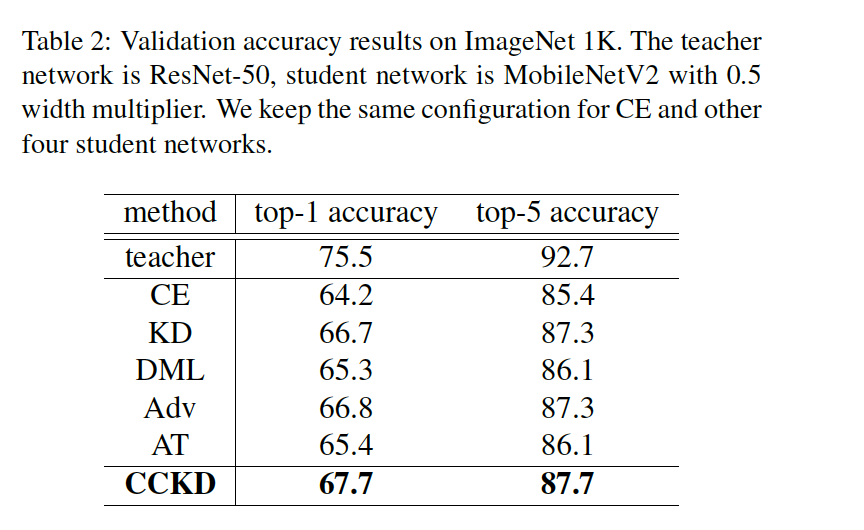 Table 2: Validation accuracy results on ImageNet 1K. The teacher
network is ResNet-50, student network is MobileNetV2 with 0.5
width multiplier. We keep the same configuration for CE and other
four student networks.
method top-1 accuracy top-5 accuracy
teacher 75.5 92.7
CE 64.2 85.4
KD 66.7 87.3
DML 65.3 86.1
Adv 66.8 87.3
AT 65.4 86.1
CCKD 67.7 87.7